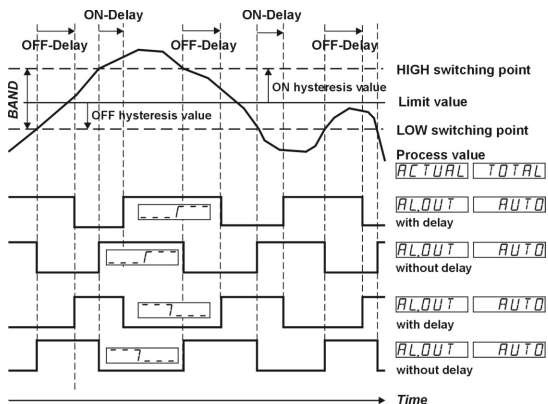 ON-Delay ON-Delay
OFF-Delay OFF-Delay OFF-Delay
HIGH switching point
BAND
ON hysteresis value
Limit value
OFF hysteresis value
LOW switching point
Process value
ACTUAL TOTAL
AL.OUT AUTO
with delay
AL.OUT AUTO
without delay
AL.OUT AUTO
with delay
AL.OUT AUTO
without delay
Time